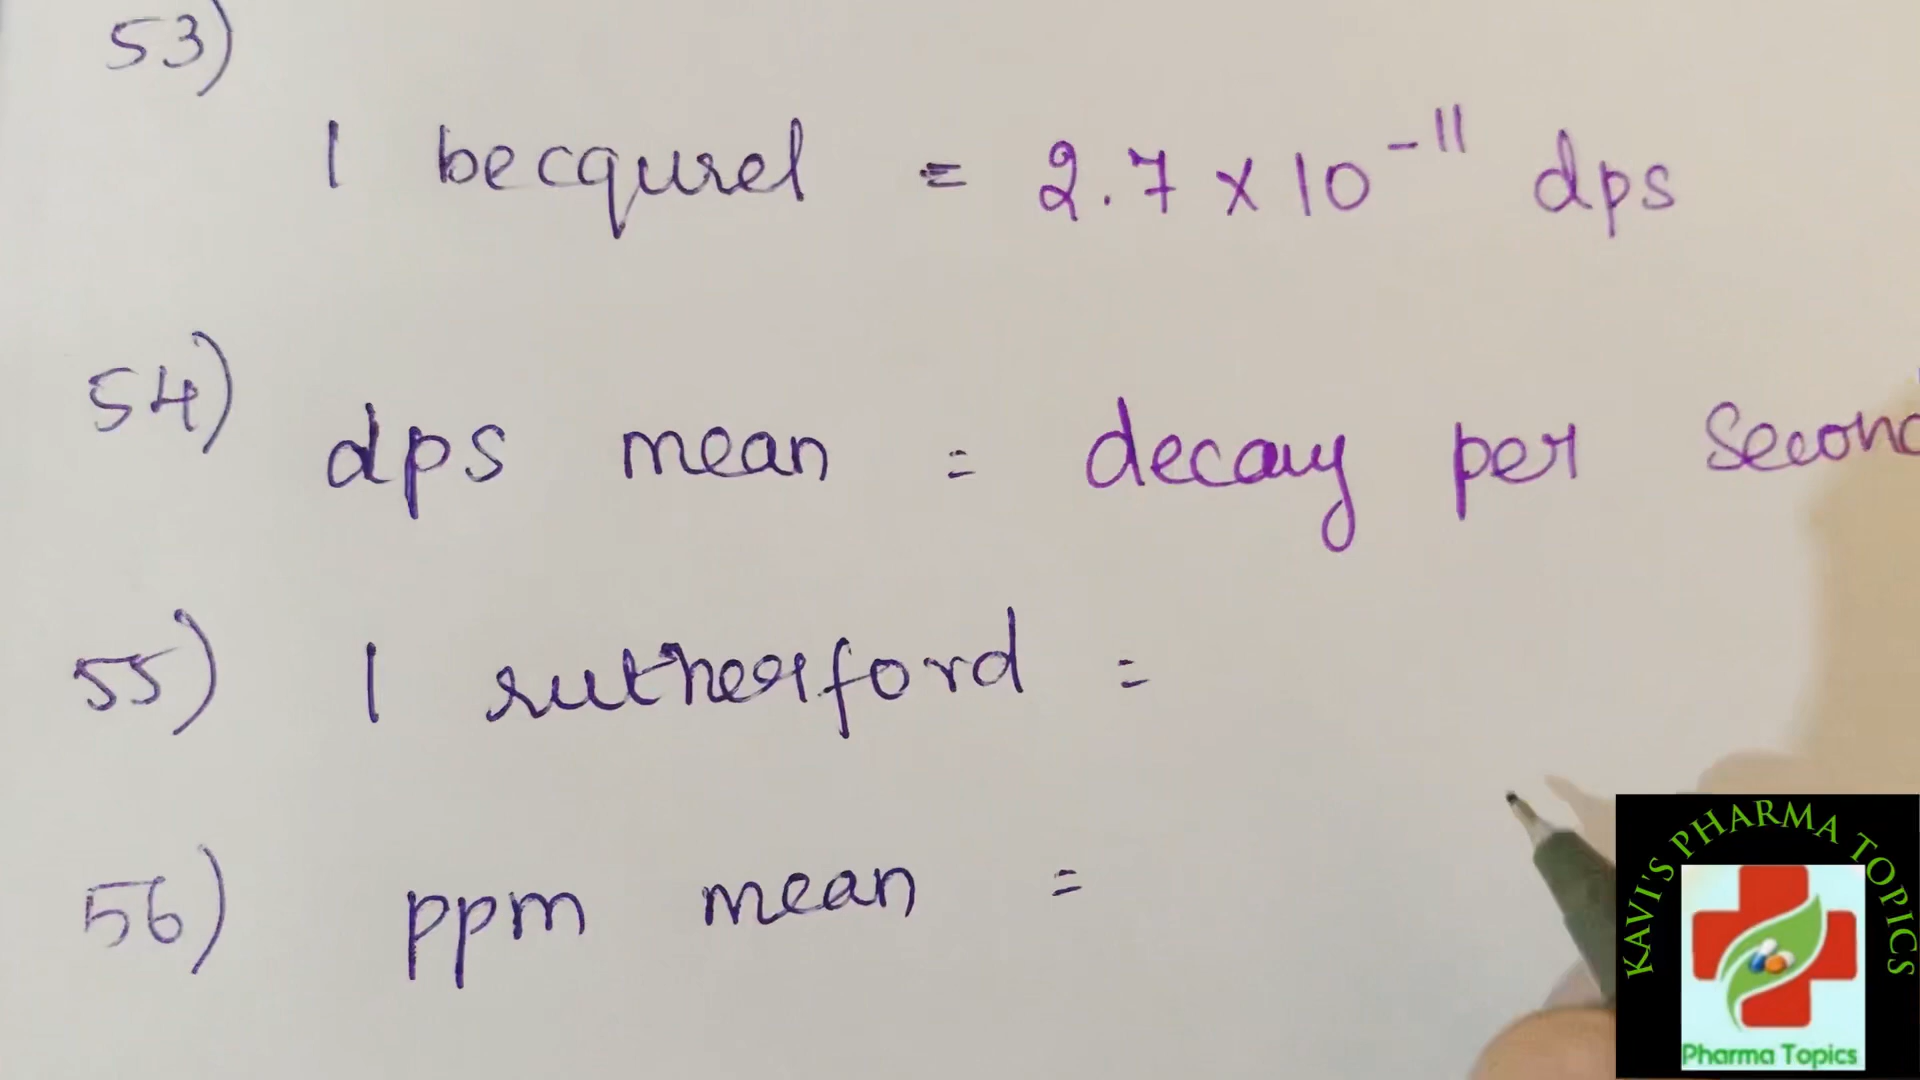 53)
1 becqurel = 2.7 x 10⁻¹¹ dps
54) dps mean = decay per second
55) 1 rutherford =
56) ppm mean =
KAVI'S PHARMA TOPICS
Pharma Topics